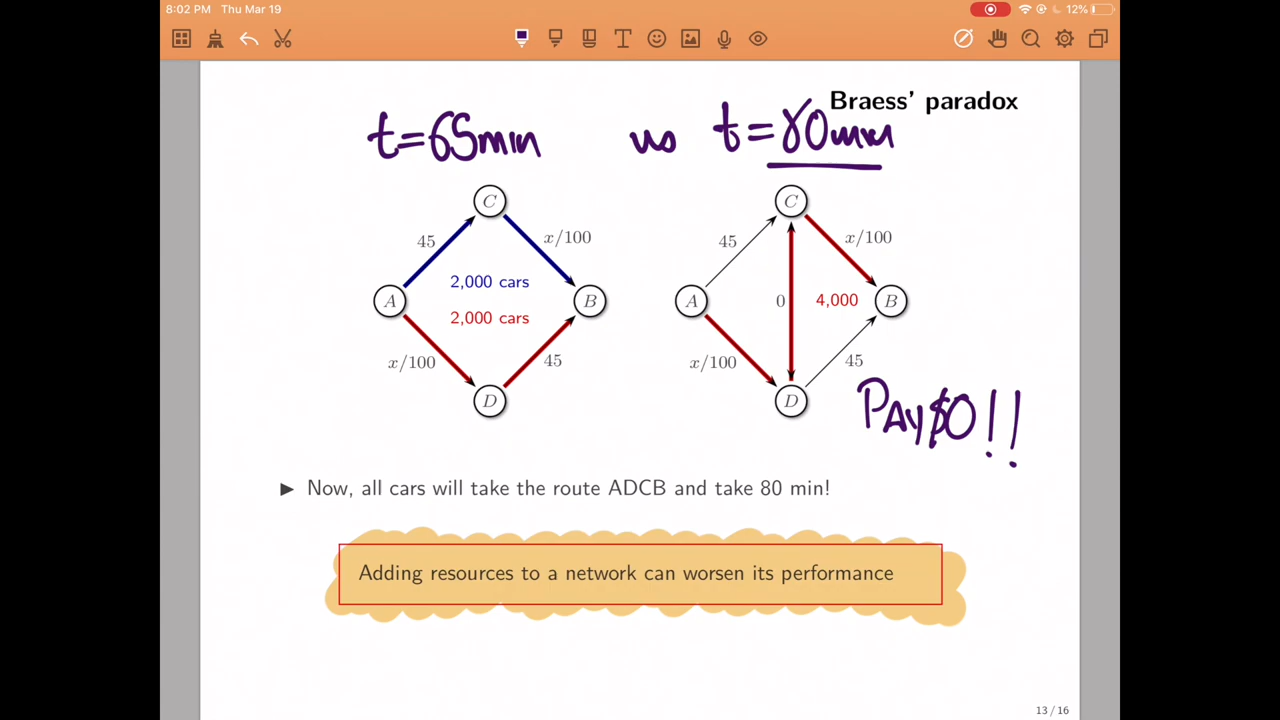 8:02 PM Thu Mar 19
12%
Braess' paradox
t=65min vs t=80min
C
C
45
x/100
45
x/100
2,000 cars
A
B
A
0
4,000
B
2,000 cars
x/100
45
x/100
45
D
D
PAY $0!!
Now, all cars will take the route ADCB and take 80 min!
Adding resources to a network can worsen its performance
13 / 16